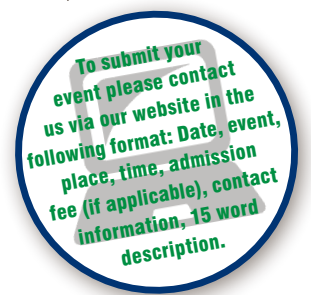 To submit your
event please contact
us via our website in the
following format: Date, event,
place, time, admission
fee (if applicable), contact
information, 15 word
description.